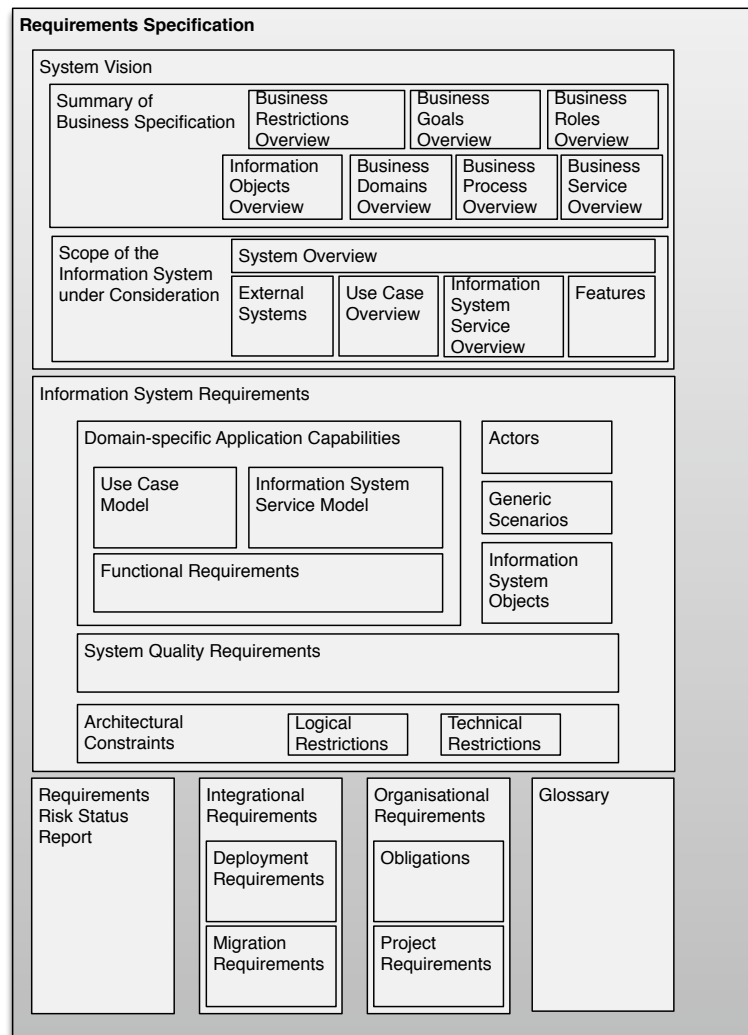 Requirements Specification
System Vision
Summary of
Business Specification
Business
Restrictions
Overview
Business
Goals
Overview
Business
Roles
Overview
Information
Objects
Overview
Business
Domains
Overview
Business
Process
Overview
Business
Service
Overview
Scope of the
Information System
under Consideration
System Overview
External
Systems
Use Case
Overview
Information
System
Service
Overview
Features
Information System Requirements
Domain-specific Application Capabilities
Use Case
Model
Information System
Service Model
Functional Requirements
Actors
Generic
Scenarios
Information
System
Objects
System Quality Requirements
Architectural
Constraints
Logical
Restrictions
Technical
Restrictions
Requirements
Risk Status
Report
Integrational
Requirements
Deployment
Requirements
Migration
Requirements
Organisational
Requirements
Obligations
Project
Requirements
Glossary